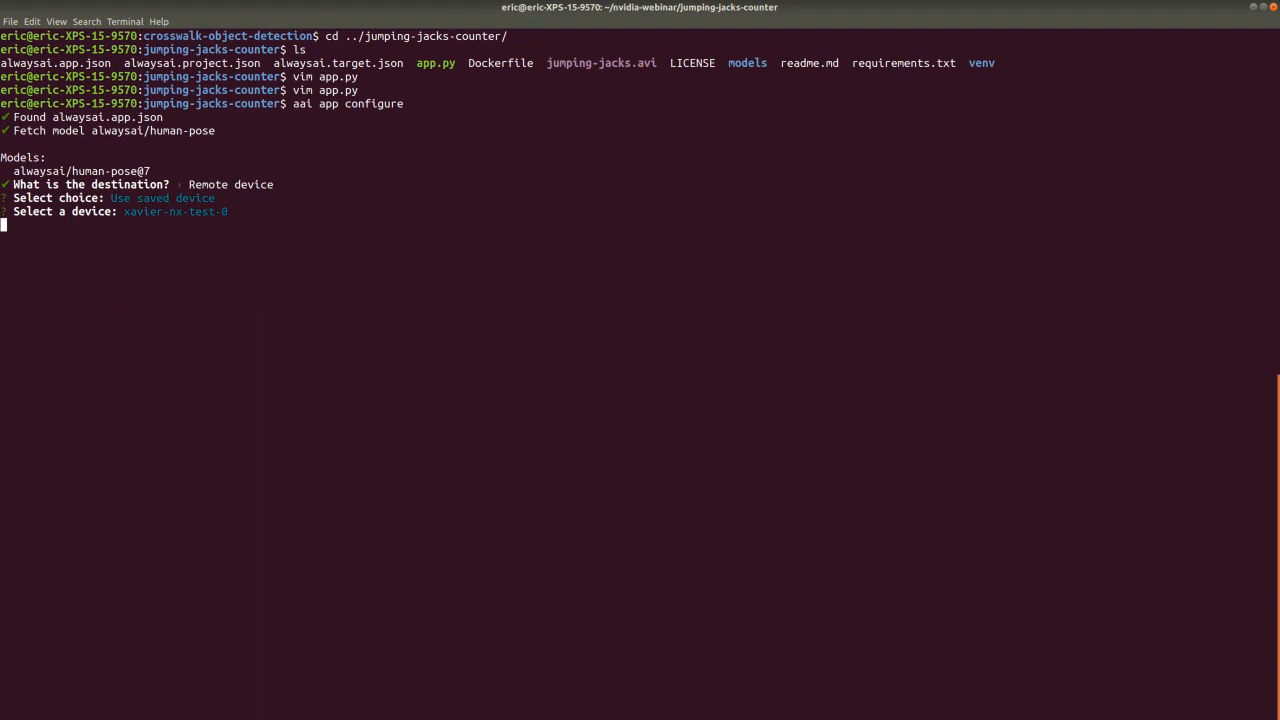 eric@eric-XPS-15-9570: ~/nvidia-webinar/jumping-jacks-counter
File Edit View Search Terminal Help
eric@eric-XPS-15-9570:crosswalk-object-detection$ cd ../jumping-jacks-counter/
eric@eric-XPS-15-9570:jumping-jacks-counter$ ls
alwaysai.app.json alwaysai.project.json alwaysai.target.json app.py Dockerfile jumping-jacks.avi LICENSE models readme.md requirements.txt venv
eric@eric-XPS-15-9570:jumping-jacks-counter$ vim app.py
eric@eric-XPS-15-9570:jumping-jacks-counter$ vim app.py
eric@eric-XPS-15-9570:jumping-jacks-counter$ aai app configure
✔ Found alwaysai.app.json
✔ Fetch model alwaysai/human-pose
Models:
alwaysai/human-pose@7
✔ What is the destination? › Remote device
? Select choice: Use saved device
? Select a device: xavier-nx-test-0